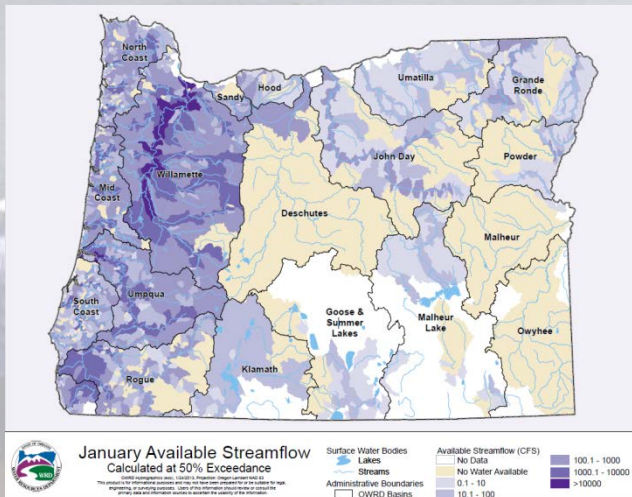 North
Coast
Sandy
Hood
Umatilla
Grande
Ronde
Willamette
John Day
Powder
Mid
Coast
Deschutes
Malheur
South
Coast
Umpqua
Goose &
Summer
Lakes
Malheur
Lake
Owyhee
Rogue
Klamath
January Available Streamflow
Calculated at 50% Exceedance
WRD
Surface Water Bodies
Lakes
Streams
Administrative Boundaries
OWRD Basins
Available Streamflow (CFS)
No Data
No Water Available
0.1 - 10
10.1 - 100
100.1 - 1000
1000.1 - 10000
>10000